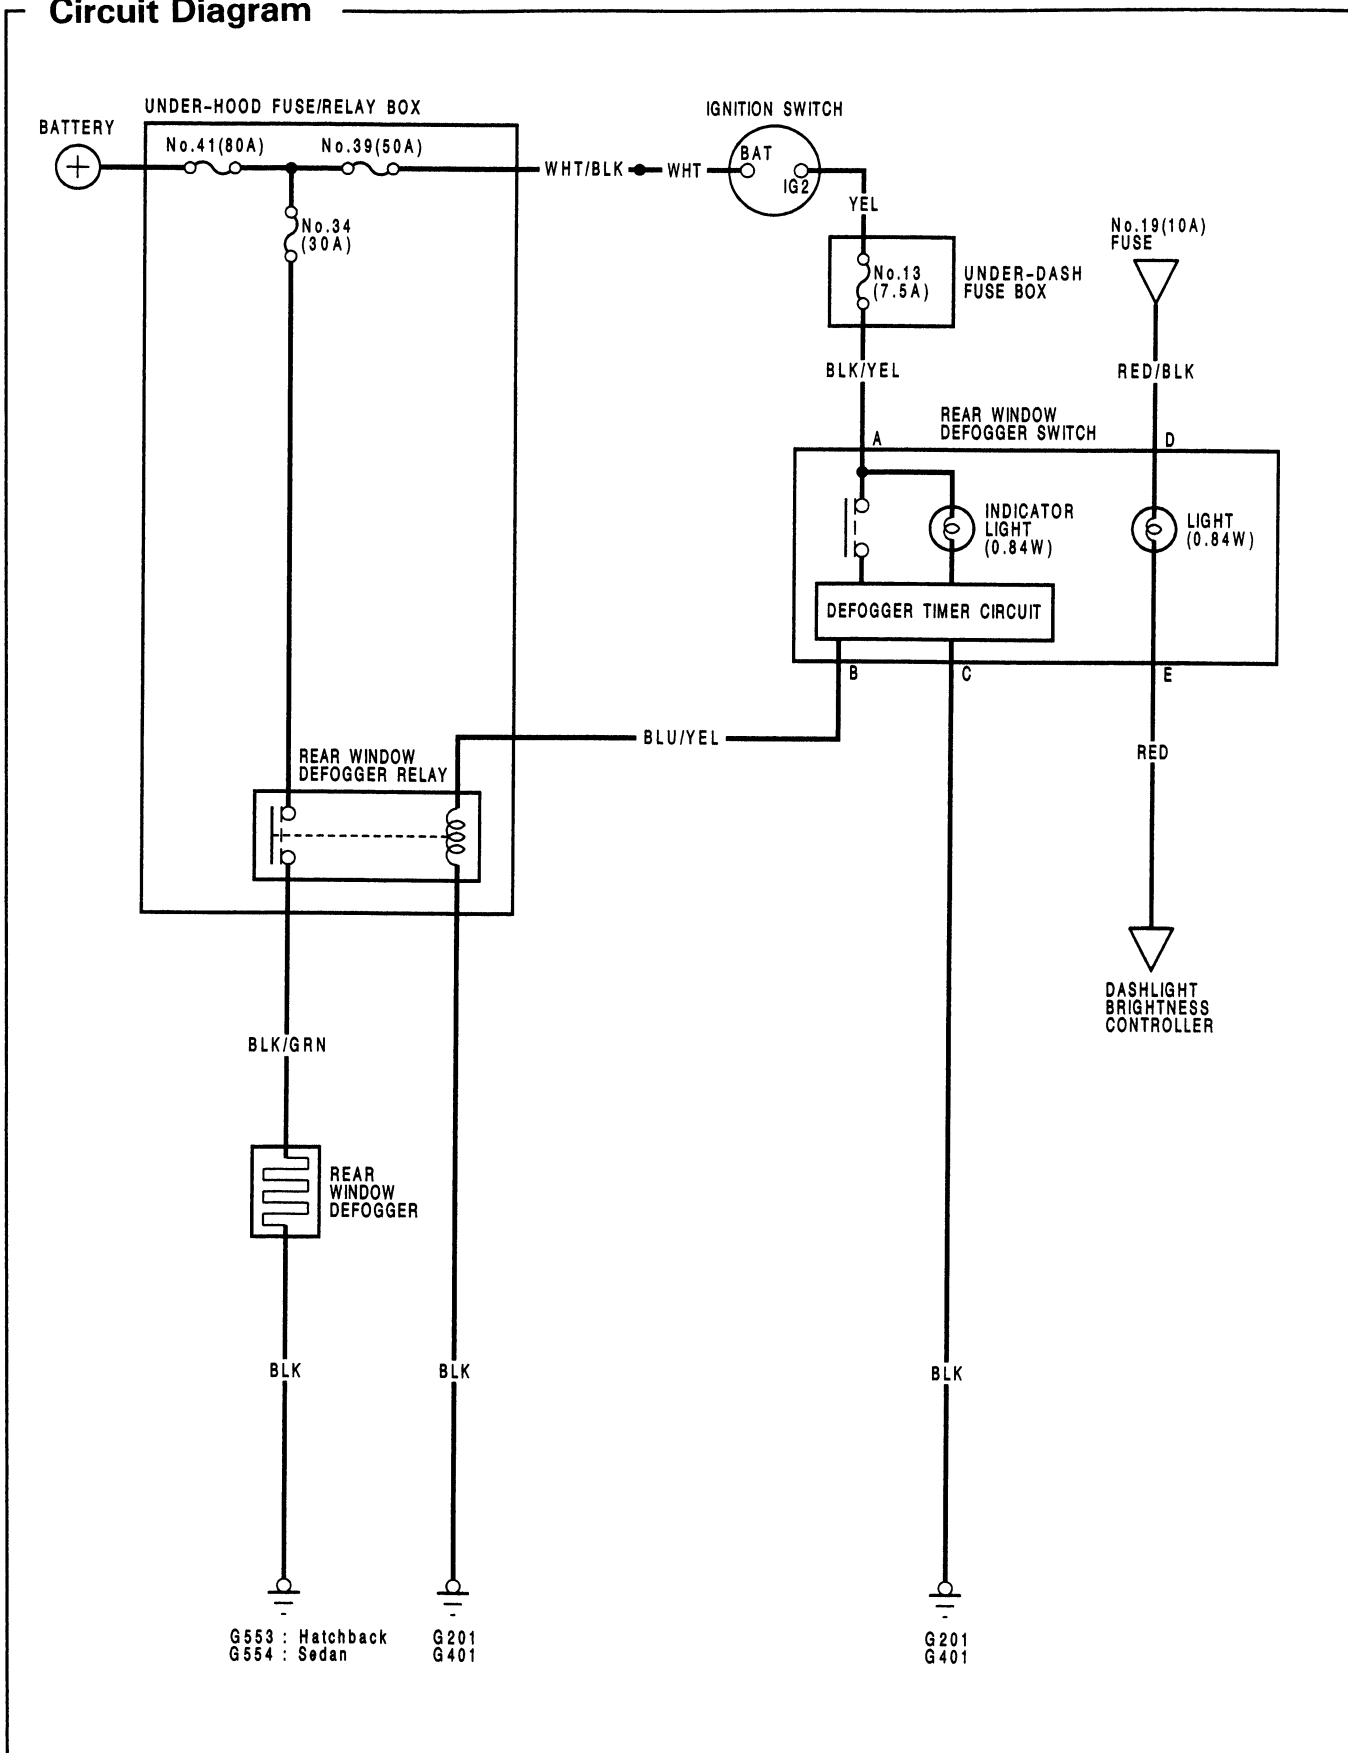 Circuit Diagram
UNDER-HOOD FUSE/RELAY BOX
IGNITION SWITCH
BATTERY
No.41(80A)
No.39(50A)
BAT
WHT/BLK
WHT
IG2
YEL
No.34
(30A)
No.19(10A)
FUSE
No.13
(7.5A)
UNDER-DASH
FUSE BOX
BLK/YEL
RED/BLK
REAR WINDOW
DEFOGGER SWITCH
A
D
INDICATOR
LIGHT
(0.84W)
LIGHT
(0.84W)
DEFOGGER TIMER CIRCUIT
B
C
E
BLU/YEL
RED
REAR WINDOW
DEFOGGER RELAY
DASHLIGHT
BRIGHTNESS
CONTROLLER
BLK/GRN
REAR
WINDOW
DEFOGGER
BLK
BLK
BLK
G553 : Hatchback
G554 : Sedan
G201
G401
G201
G401